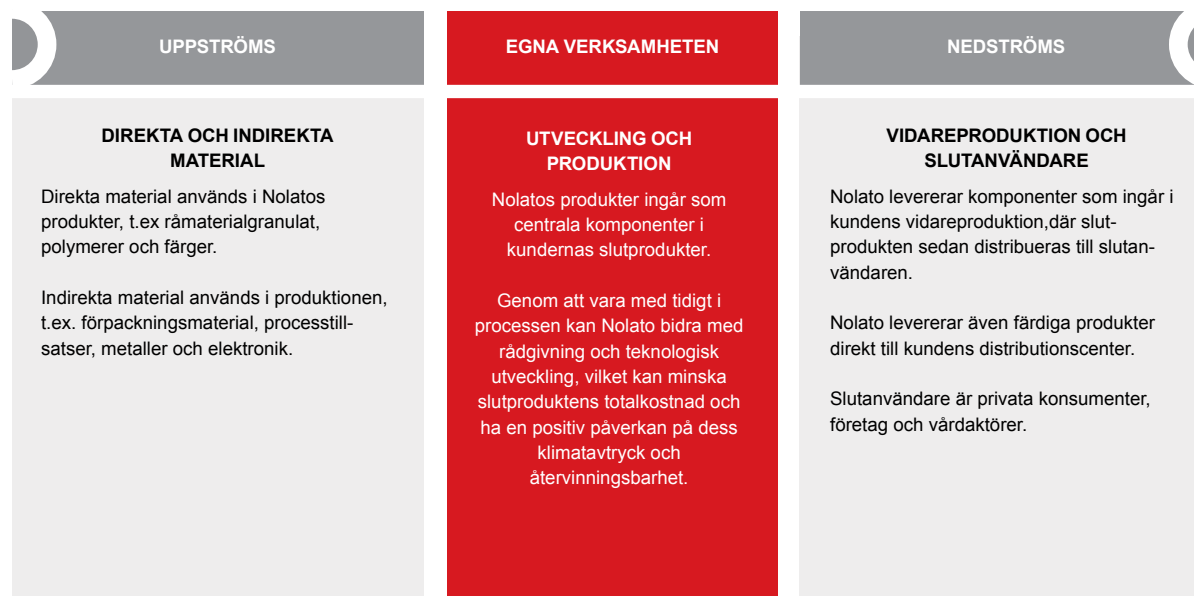 UPPSTRÖMS
EGNA VERKSAMHETEN
NEDSTRÖMS
DIREKTA OCH INDIREKTA
MATERIAL
Direkta material används i Nolatos
produkter, t.ex råmaterialgranulat,
polymerer och färger.
Indirekta material används i produktionen,
t.ex. förpackningsmaterial, processtill-
satser, metaller och elektronik.
UTVECKLING OCH
PRODUKTION
Nolatos produkter ingår som
centrala komponenter i
kundernas slutprodukter.
Genom att vara med tidigt i
processen kan Nolato bidra med
rådgivning och teknologisk
utveckling, vilket kan minska
slutproduktens totalkostnad och
ha en positiv påverkan på dess
klimatavtryck och
återvinningsbarhet.
VIDAREPRODUKTION OCH
SLUTANVÄNDARE
Nolato levererar komponenter som ingår i
kundens vidareproduktion,där slut-
produkten sedan distribueras till slutan-
vändaren.
Nolato levererar även färdiga produkter
direkt till kundens distributionscenter.
Slutanvändare är privata konsumenter,
företag och vårdaktörer.